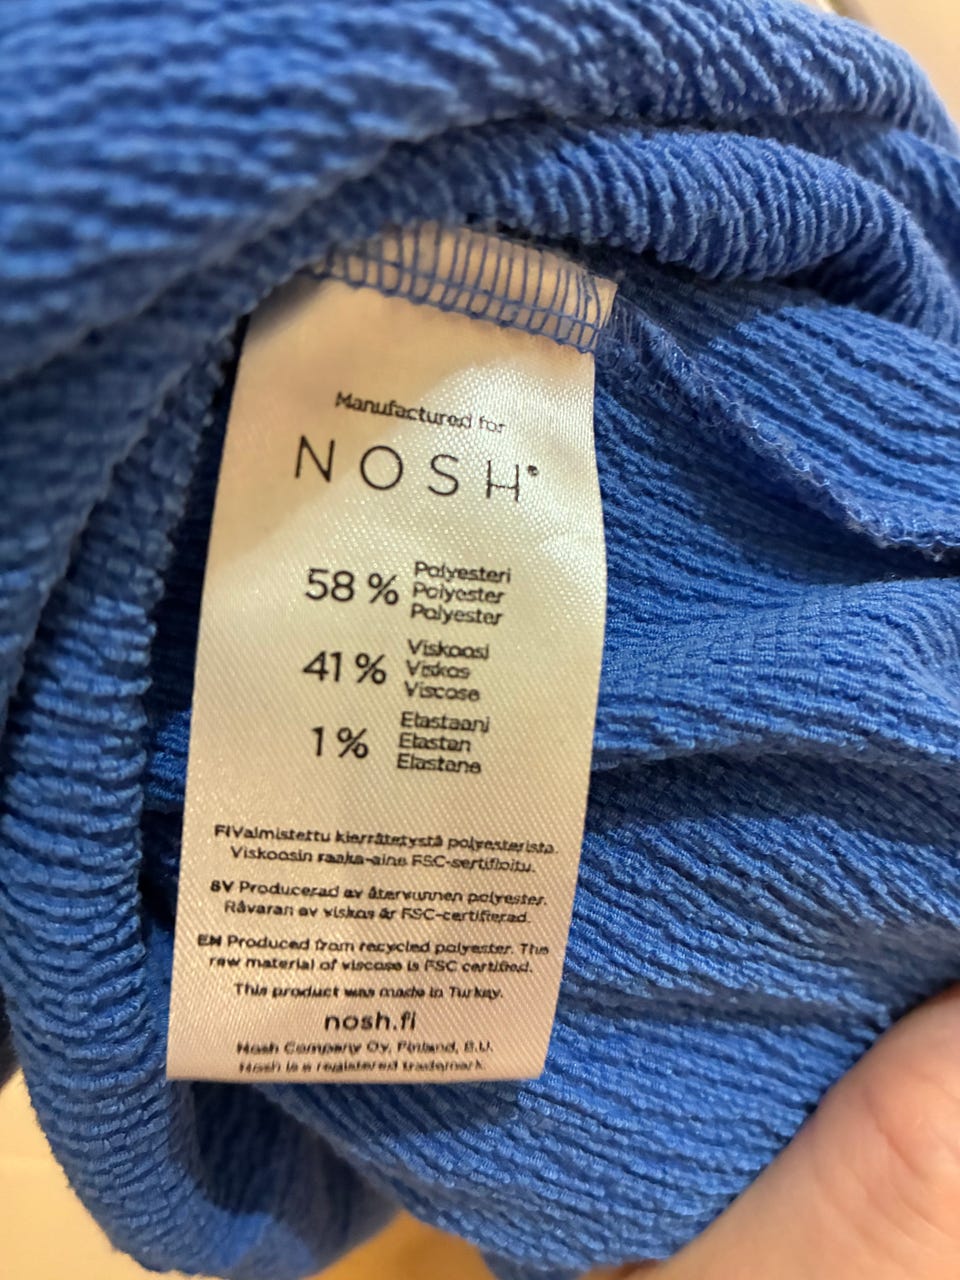 Manufactured for
NOSH®
58 % Polyesteri
Polyester
Polyester
41 % Viskoosi
Viskos
Viscose
1 % Elastaani
Elastan
Elastane
FI Valmistettu kierrätetystä polyesterista.
Viskoosin raaka-aine FSC-sertifioitu.
SV Producerad av återvunnen polyester.
Råvaran av viskos är FSC-certifierad.
EN Produced from recycled polyester. The
raw material of viscose is FSC certified.
This product was made in Turkey.
nosh.fi
Nosh Company Oy, Finland, E.U.
Nosh is a registered trademark.